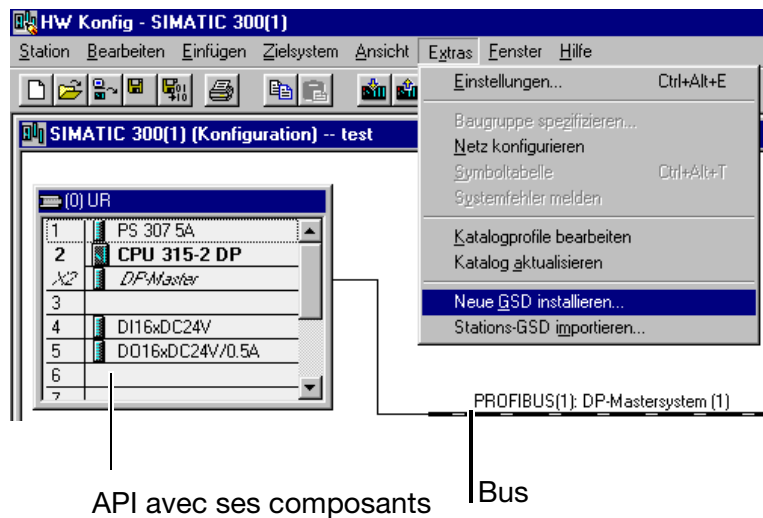 HW Konfig - SIMATIC 300(1)
Station Bearbeiten Einfügen Zielsystem Ansicht Extras Fenster Hilfe
Einstellungen... Ctrl+Alt+E
Baugruppe spezifizieren...
Netz konfigurieren
Symboltabelle Ctrl+Alt+T
Systemfehler melden
Katalogprofile bearbeiten
Katalog aktualisieren
Neue GSD installieren...
Stations-GSD importieren...
SIMATIC 300(1) (Konfiguration) -- test
(0) UR
1 PS 307 5A
2 CPU 315-2 DP
X2 DP-Master
3
4 DI16xDC24V
5 DO16xDC24V/0.5A
6
7
PROFIBUS(1): DP-Mastersystem (1)
API avec ses composants
Bus